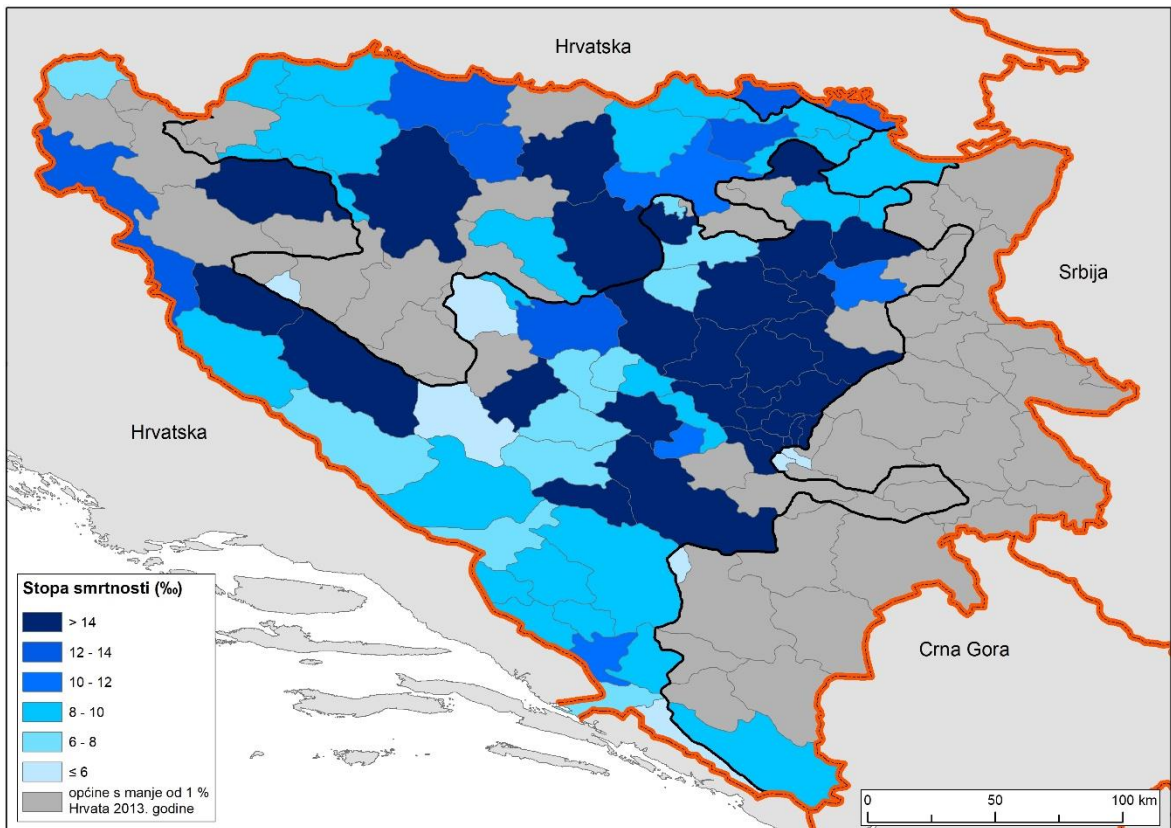 Hrvatska
Srbija
Hrvatska
Crna Gora
Stopa smrtnosti (‰)
> 14
12 - 14
10 - 12
8 - 10
6 - 8
≤ 6
općine s manje od 1 %
Hrvata 2013. godine
0 50 100 km